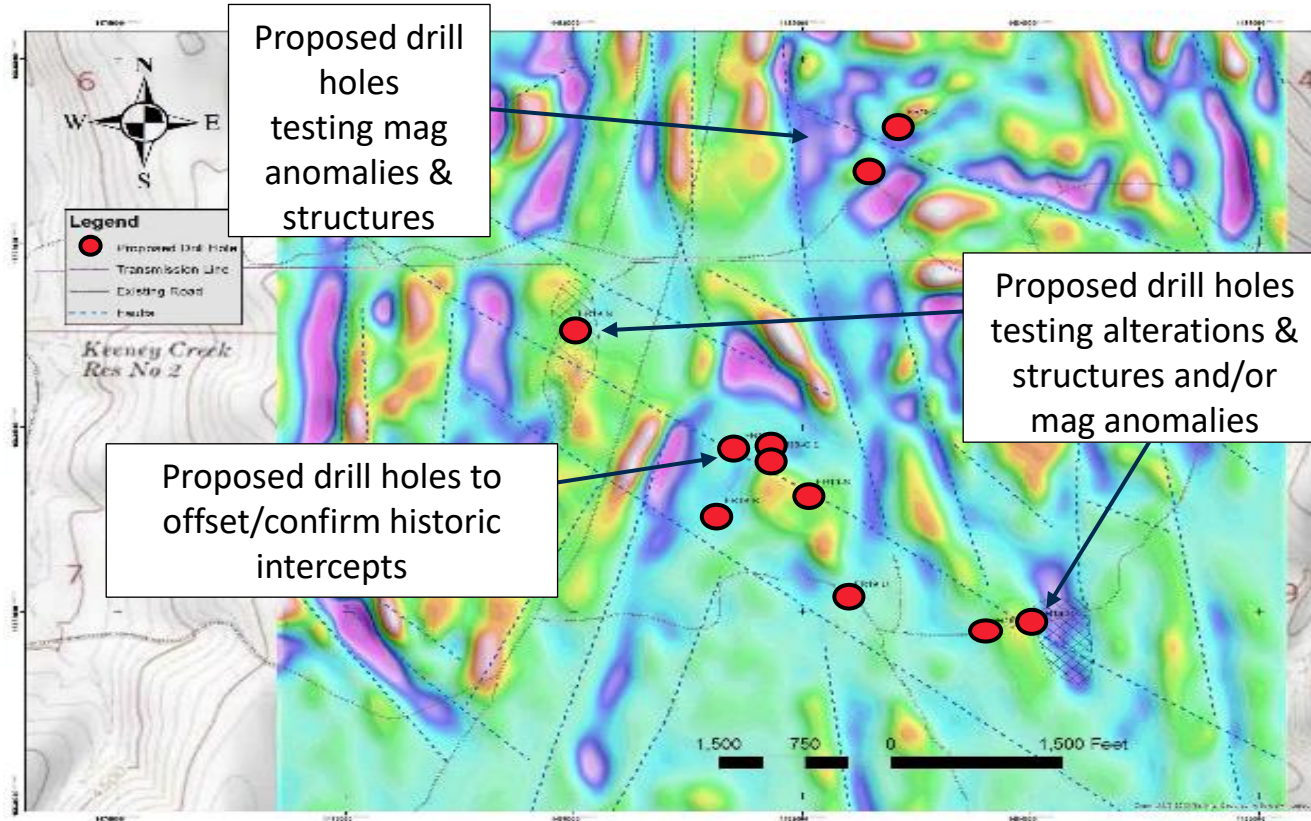 Proposed drill
holes
testing mag
anomalies &
structures
6
N
W
E
S
4
Legend
Proposed Drill Hole
Transmission Line
Existing Road
Faults
Keeney Creek
Res No 2
Proposed drill holes
testing alterations &
structures and/or
mag anomalies
Proposed drill holes to
offset/confirm historic
intercepts
7
9
1,500 750 0 1,500 Feet